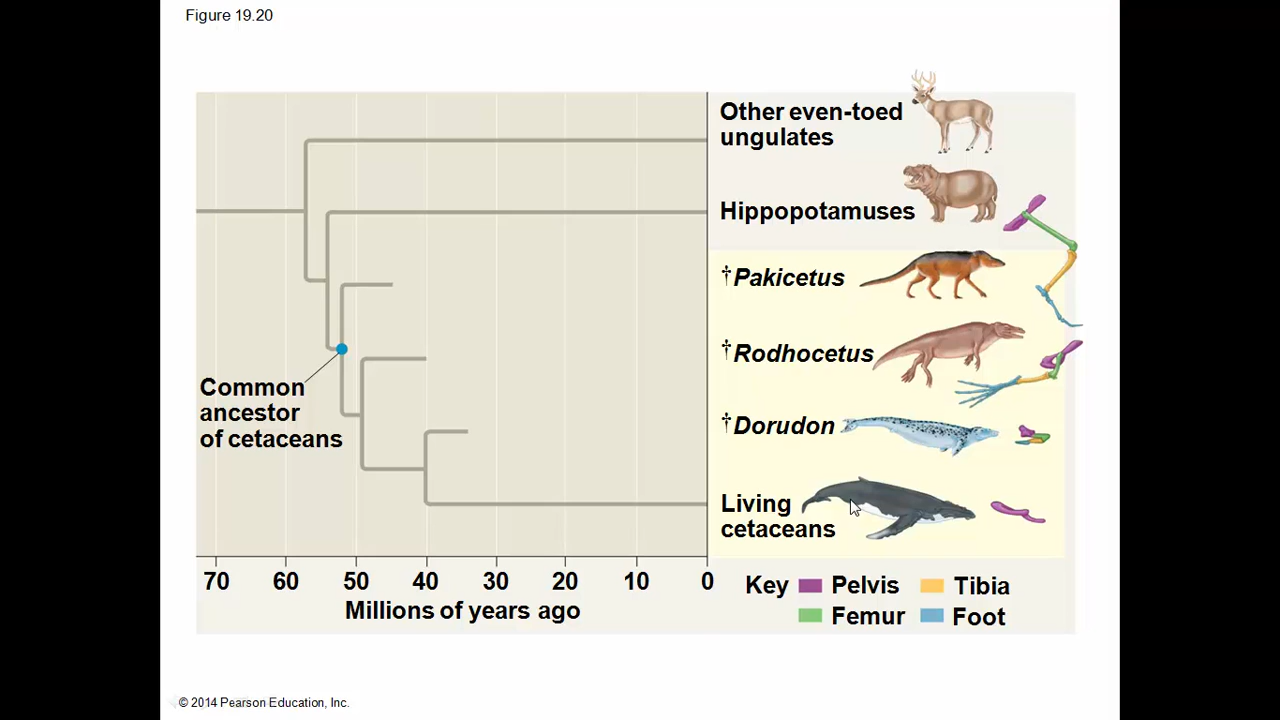 Figure 19.20
Other even-toed
ungulates
Hippopotamuses
†Pakicetus
†Rodhocetus
†Dorudon
Living
cetaceans
Common
ancestor
of cetaceans
70 60 50 40 30 20 10 0
Millions of years ago
Key Pelvis Tibia
Femur Foot
© 2014 Pearson Education, Inc.